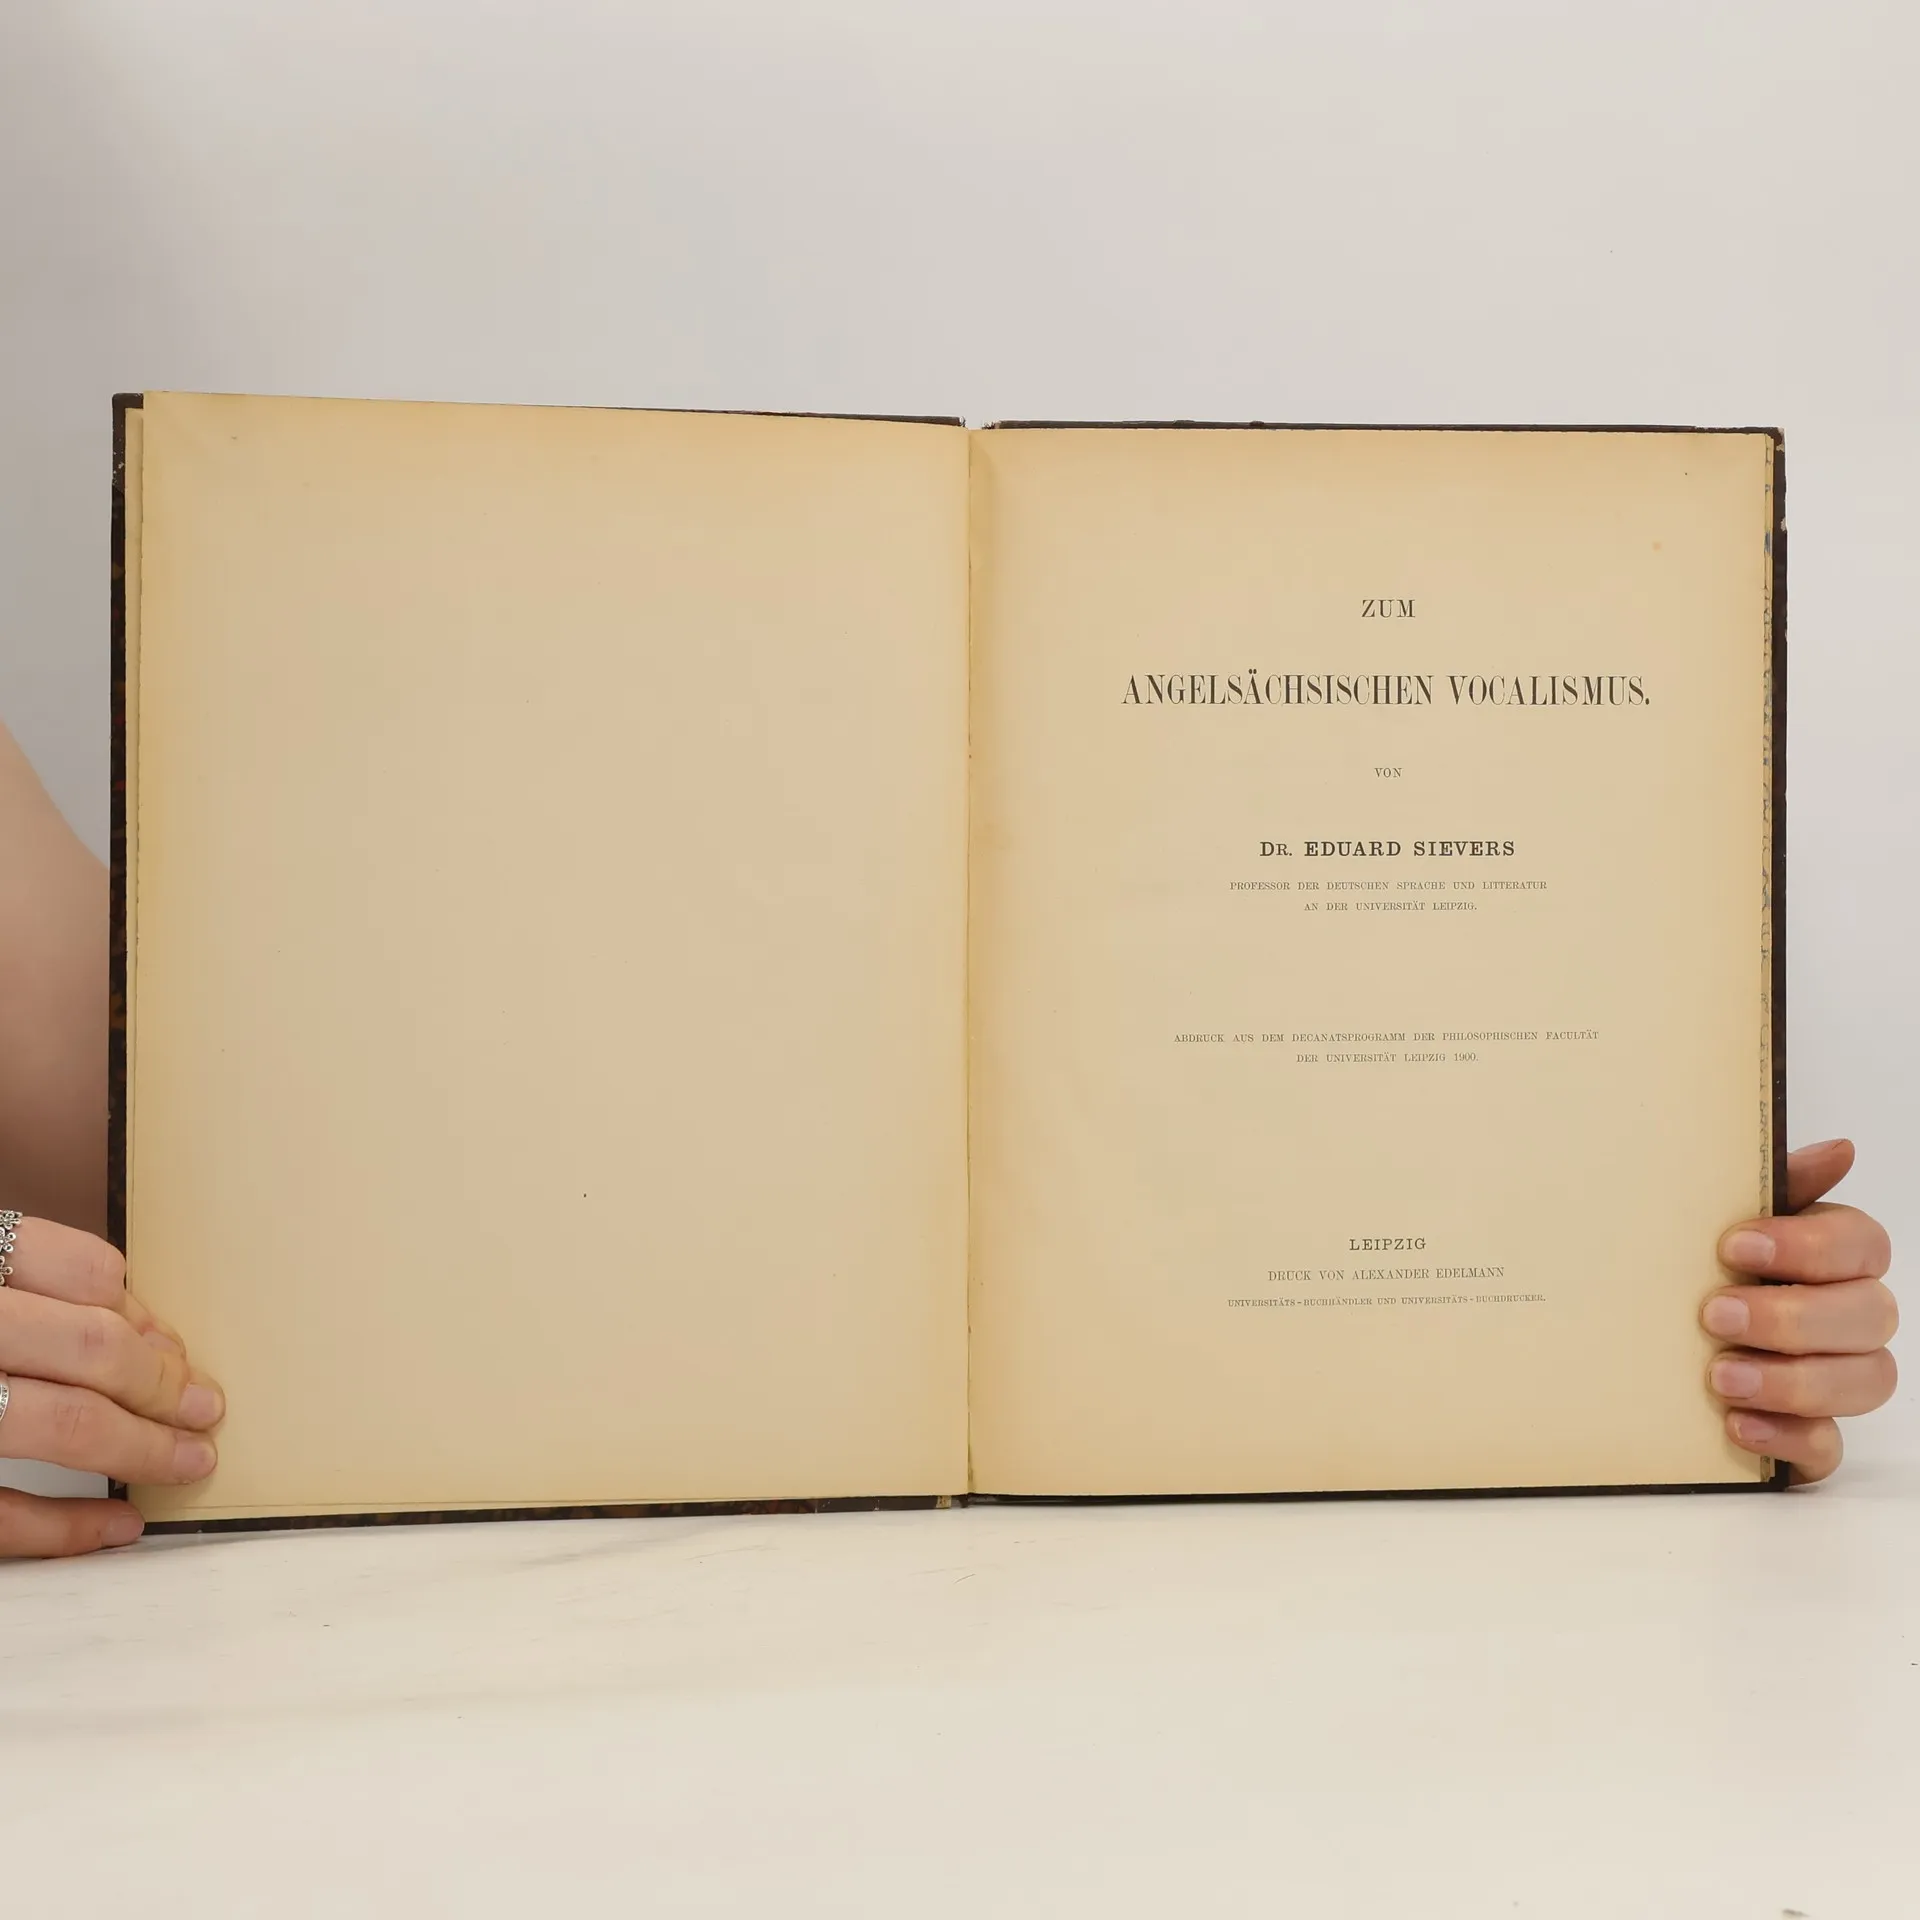 ZUM
ANGELSÄCHSISCHEN VOCALISMUS.
VON
DR. EDUARD SIEVERS
PROFESSOR DER DEUTSCHEN SPRACHE UND LITTERATUR
AN DER UNIVERSITÄT LEIPZIG.
ABDRUCK AUS DEM DECANATSPROGRAMM DER PHILOSOPHISCHEN FACULTÄT
DER UNIVERSITÄT LEIPZIG 1900.
LEIPZIG
DRUCK VON ALEXANDER EDELMANN
UNIVERSITÄTS-BUCHHÄNDLER UND UNIVERSITÄTS-BUCHDRUCKER.